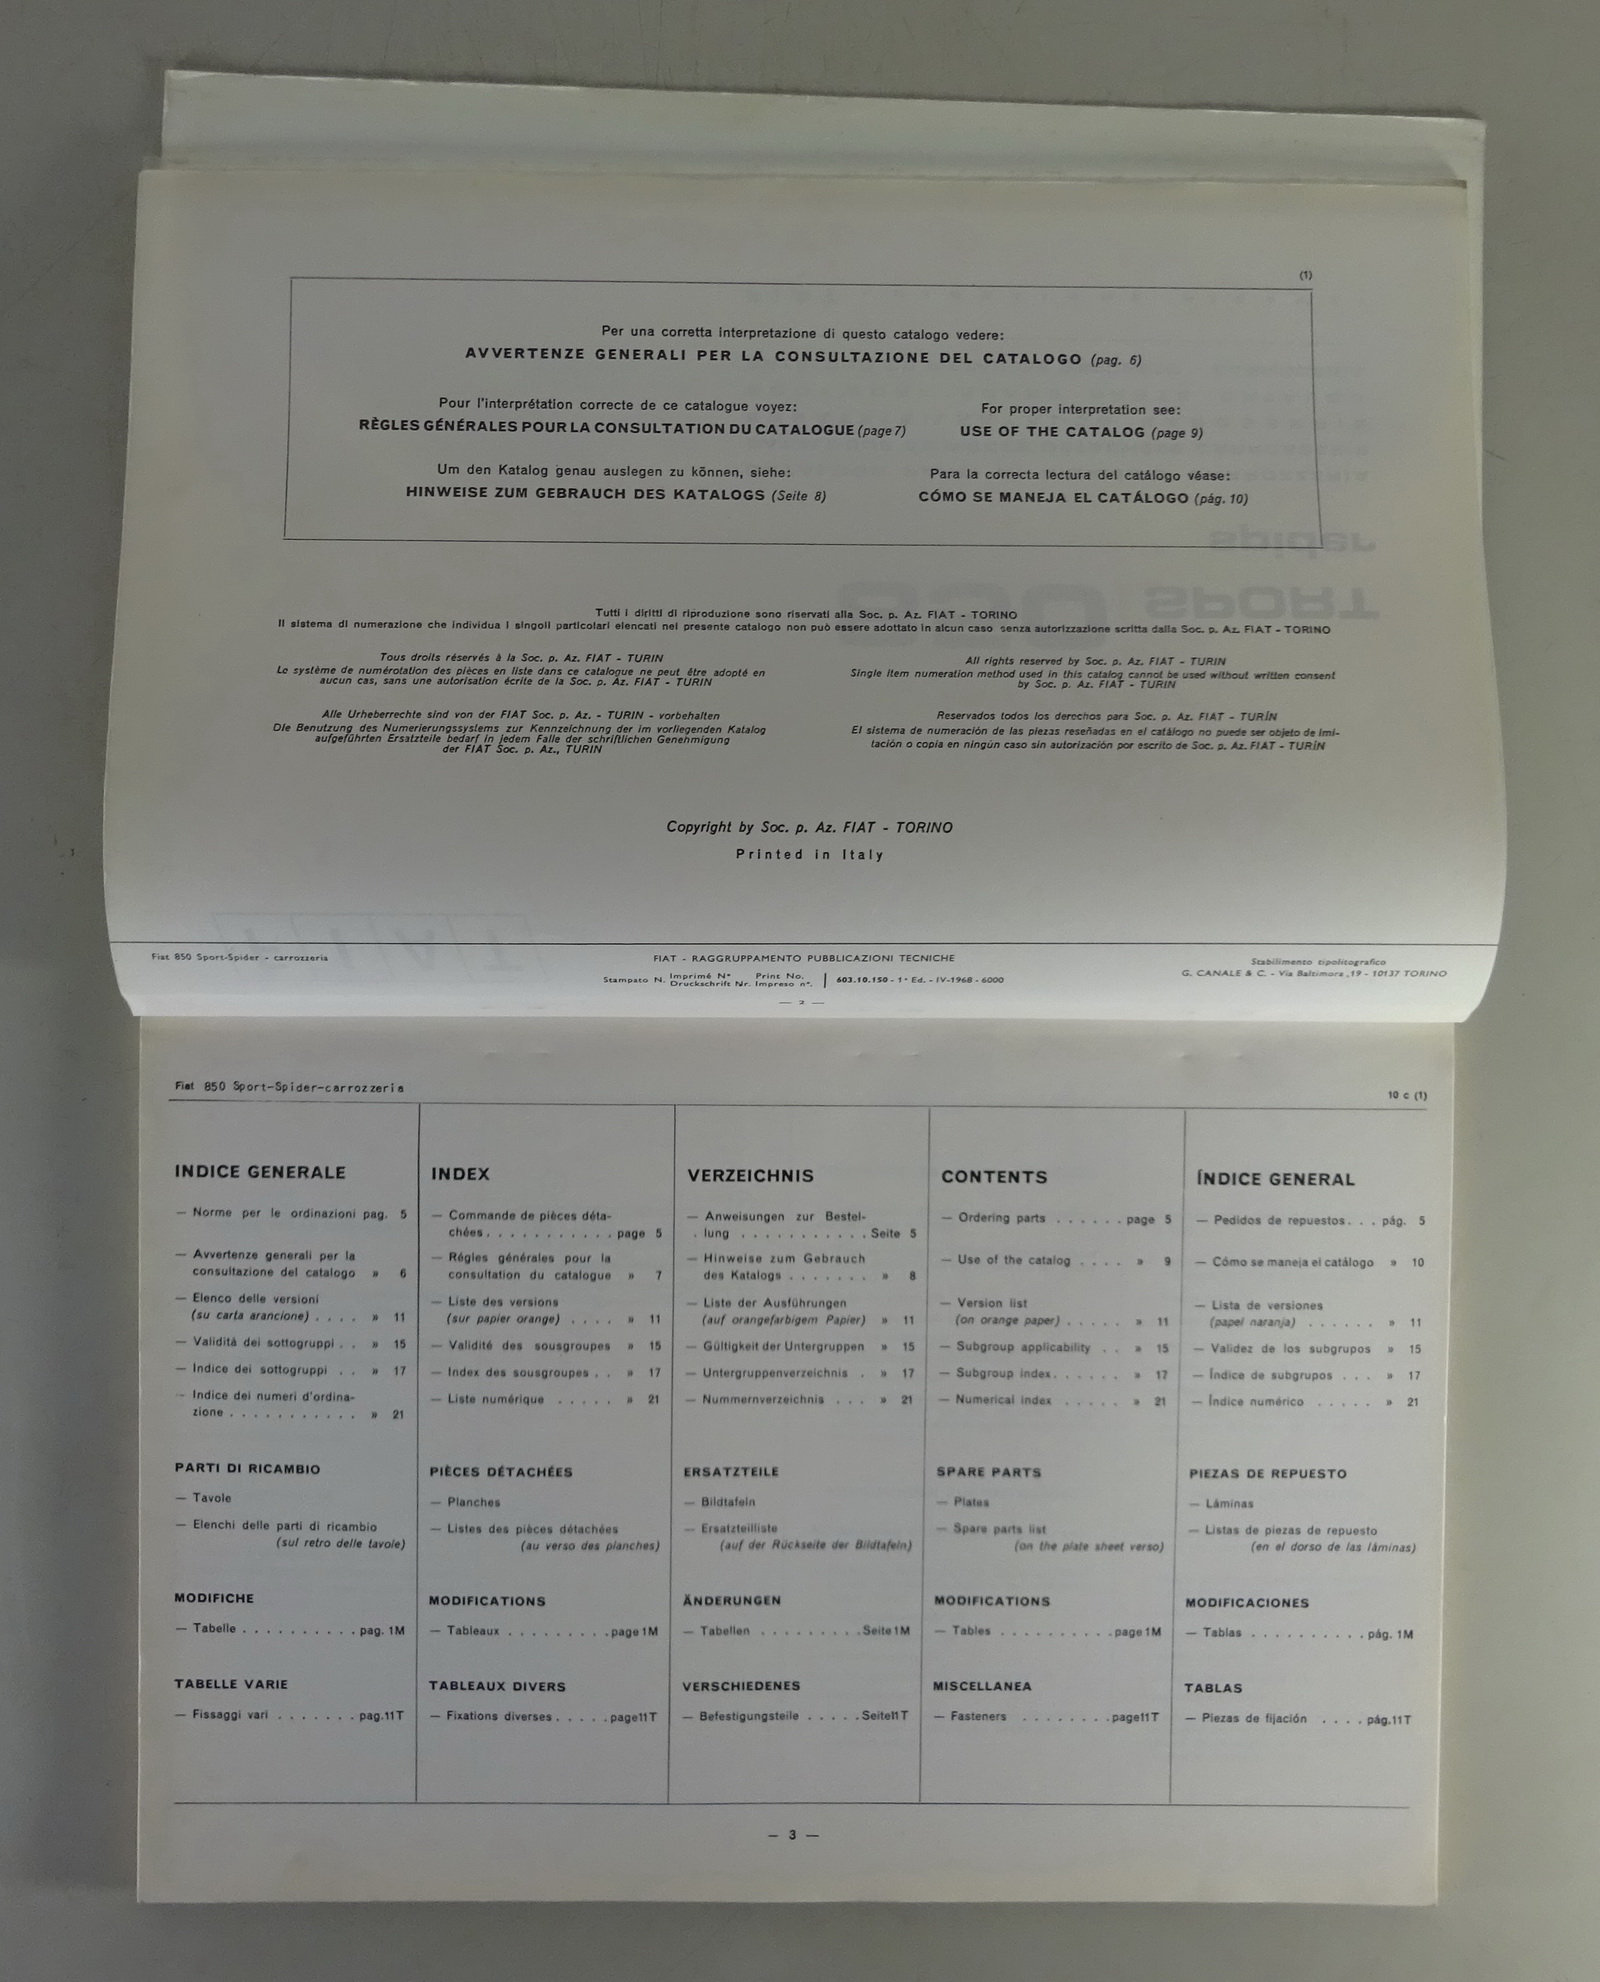 (1)
Per una corretta interpretazione di questo catalogo vedere:
AVVERTENZE GENERALI PER LA CONSULTAZIONE DEL CATALOGO (pag. 6)
Pour l'interprétation correcte de ce catalogue voyez:
RÈGLES GÉNÉRALES POUR LA CONSULTATION DU CATALOGUE (page 7)
For proper interpretation see:
USE OF THE CATALOG (page 9)
Um den Katalog genau auslegen zu können, siehe:
HINWEISE ZUM GEBRAUCH DES KATALOGS (Seite 8)
Para la correcta lectura del catálogo véase:
CÓMO SE MANEJA EL CATÁLOGO (pág. 10)
spider
850 SPORT
Tutti i diritti di riproduzione sono riservati alla Soc. p. Az. FIAT - TORINO
Il sistema di numerazione che individua i singoli particolari elencati nel presente catalogo non può essere adottato in alcun caso senza autorizzazione scritta dalla Soc. p. Az. FIAT - TORINO
Tous droits réservés à la Soc. p. Az. FIAT - TURIN
Le système de numérotation des pièces en liste dans ce catalogue ne peut être adopté en
aucun cas, sans une autorisation écrite de la Soc. p. Az. FIAT - TURIN
All rights reserved by Soc. p. Az. FIAT - TURIN
Single item numeration method used in this catalog cannot be used without written consent
by Soc. p. Az. FIAT - TURIN
Alle Urheberrechte sind von der FIAT Soc. p. Az. - TURIN - vorbehalten
Die Benutzung des Numerierungssystems zur Kennzeichnung der im vorliegenden Katalog
aufgeführten Ersatzteile bedarf in jedem Falle der schriftlichen Genehmigung
der FIAT Soc. p. Az., TURIN
Reservados todos los derechos para Soc. p. Az. FIAT - TURÍN
El sistema de numeración de las piezas reseñadas en el catálogo no puede ser objeto de imi-
tación o copia en ningún caso sin autorización por escrito de Soc. p. Az. FIAT - TURÍN
Copyright by Soc. p. Az. FIAT - TORINO
Printed in Italy
Fiat 850 Sport-Spider - carrozzeria
FIAT - RAGGRUPPAMENTO PUBBLICAZIONI TECNICHE
Stampato N. Imprimé N° Print No.
Druckschrift Nr. Impreso n°. | 603.10.150 - 1ª Ed. - IV-1968 - 6000
Stabilimento tipolitografico
G. CANALE & C. - Via Baltimora, 19 - 10137 TORINO
— 2 —
Fiat 850 Sport-Spider-carrozzeria
10 c (1)
INDICE GENERALE
— Norme per le ordinazioni pag. 5
— Avvertenze generali per la
consultazione del catalogo » 6
— Elenco delle versioni
(su carta arancione) . . . . » 11
— Validità dei sottogruppi . . » 15
— Indice dei sottogruppi . . » 17
— Indice dei numeri d'ordina-
zione . . . . . . . . . . . » 21
PARTI DI RICAMBIO
— Tavole
— Elenchi delle parti di ricambio
(sul retro delle tavole)
MODIFICHE
— Tabelle . . . . . . . . . . pag. 1M
TABELLE VARIE
— Fissaggi vari . . . . . . . pag.11T
INDEX
— Commande de pièces déta-
chées . . . . . . . . . . . page 5
— Régles générales pour la
consultation du catalogue » 7
— Liste des versions
(sur papier orange) . . . . » 11
— Validité des sousgroupes » 15
— Index des sousgroupes . . » 17
— Liste numérique . . . . . » 21
PIÈCES DÉTACHÉES
— Planches
— Listes des pièces détachées
(au verso des planches)
MODIFICATIONS
— Tableaux . . . . . . . . . page 1M
TABLEAUX DIVERS
— Fixations diverses . . . . . page11T
VERZEICHNIS
— Anweisungen zur Bestel-
lung . . . . . . . . . . . Seite 5
— Hinweise zum Gebrauch
des Katalogs . . . . . . . » 8
— Liste der Ausführungen
(auf orangefarbigem Papier) » 11
— Gültigkeit der Untergruppen » 15
— Untergruppenverzeichnis . » 17
— Nummernverzeichnis . . . » 21
ERSATZTEILE
— Bildtafeln
— Ersatzteilliste
(auf der Rückseite der Bildtafeln)
ÄNDERUNGEN
— Tabellen . . . . . . . . . Seite 1M
VERSCHIEDENES
— Befestigungsteile . . . . . Seite11T
CONTENTS
— Ordering parts . . . . . . page 5
— Use of the catalog . . . . » 9
— Version list
(on orange paper) . . . . . » 11
— Subgroup applicability . . » 15
— Subgroup index . . . . . . » 17
— Numerical index . . . . . » 21
SPARE PARTS
— Plates
— Spare parts list
(on the plate sheet verso)
MODIFICATIONS
— Tables . . . . . . . . . . page 1M
MISCELLANEA
— Fasteners . . . . . . . . page11T
ÍNDICE GENERAL
— Pedidos de repuestos . . . pág. 5
— Cómo se maneja el catálogo » 10
— Lista de versiones
(papel naranja) . . . . . . » 11
— Validez de los subgrupos » 15
— Índice de subgrupos . . . » 17
— Índice numérico . . . . . » 21
PIEZAS DE REPUESTO
— Láminas
— Listas de piezas de repuesto
(en el dorso de las láminas)
MODIFICACIONES
— Tablas . . . . . . . . . . pág. 1M
TABLAS
— Piezas de fijación . . . . pág.11T
— 3 —